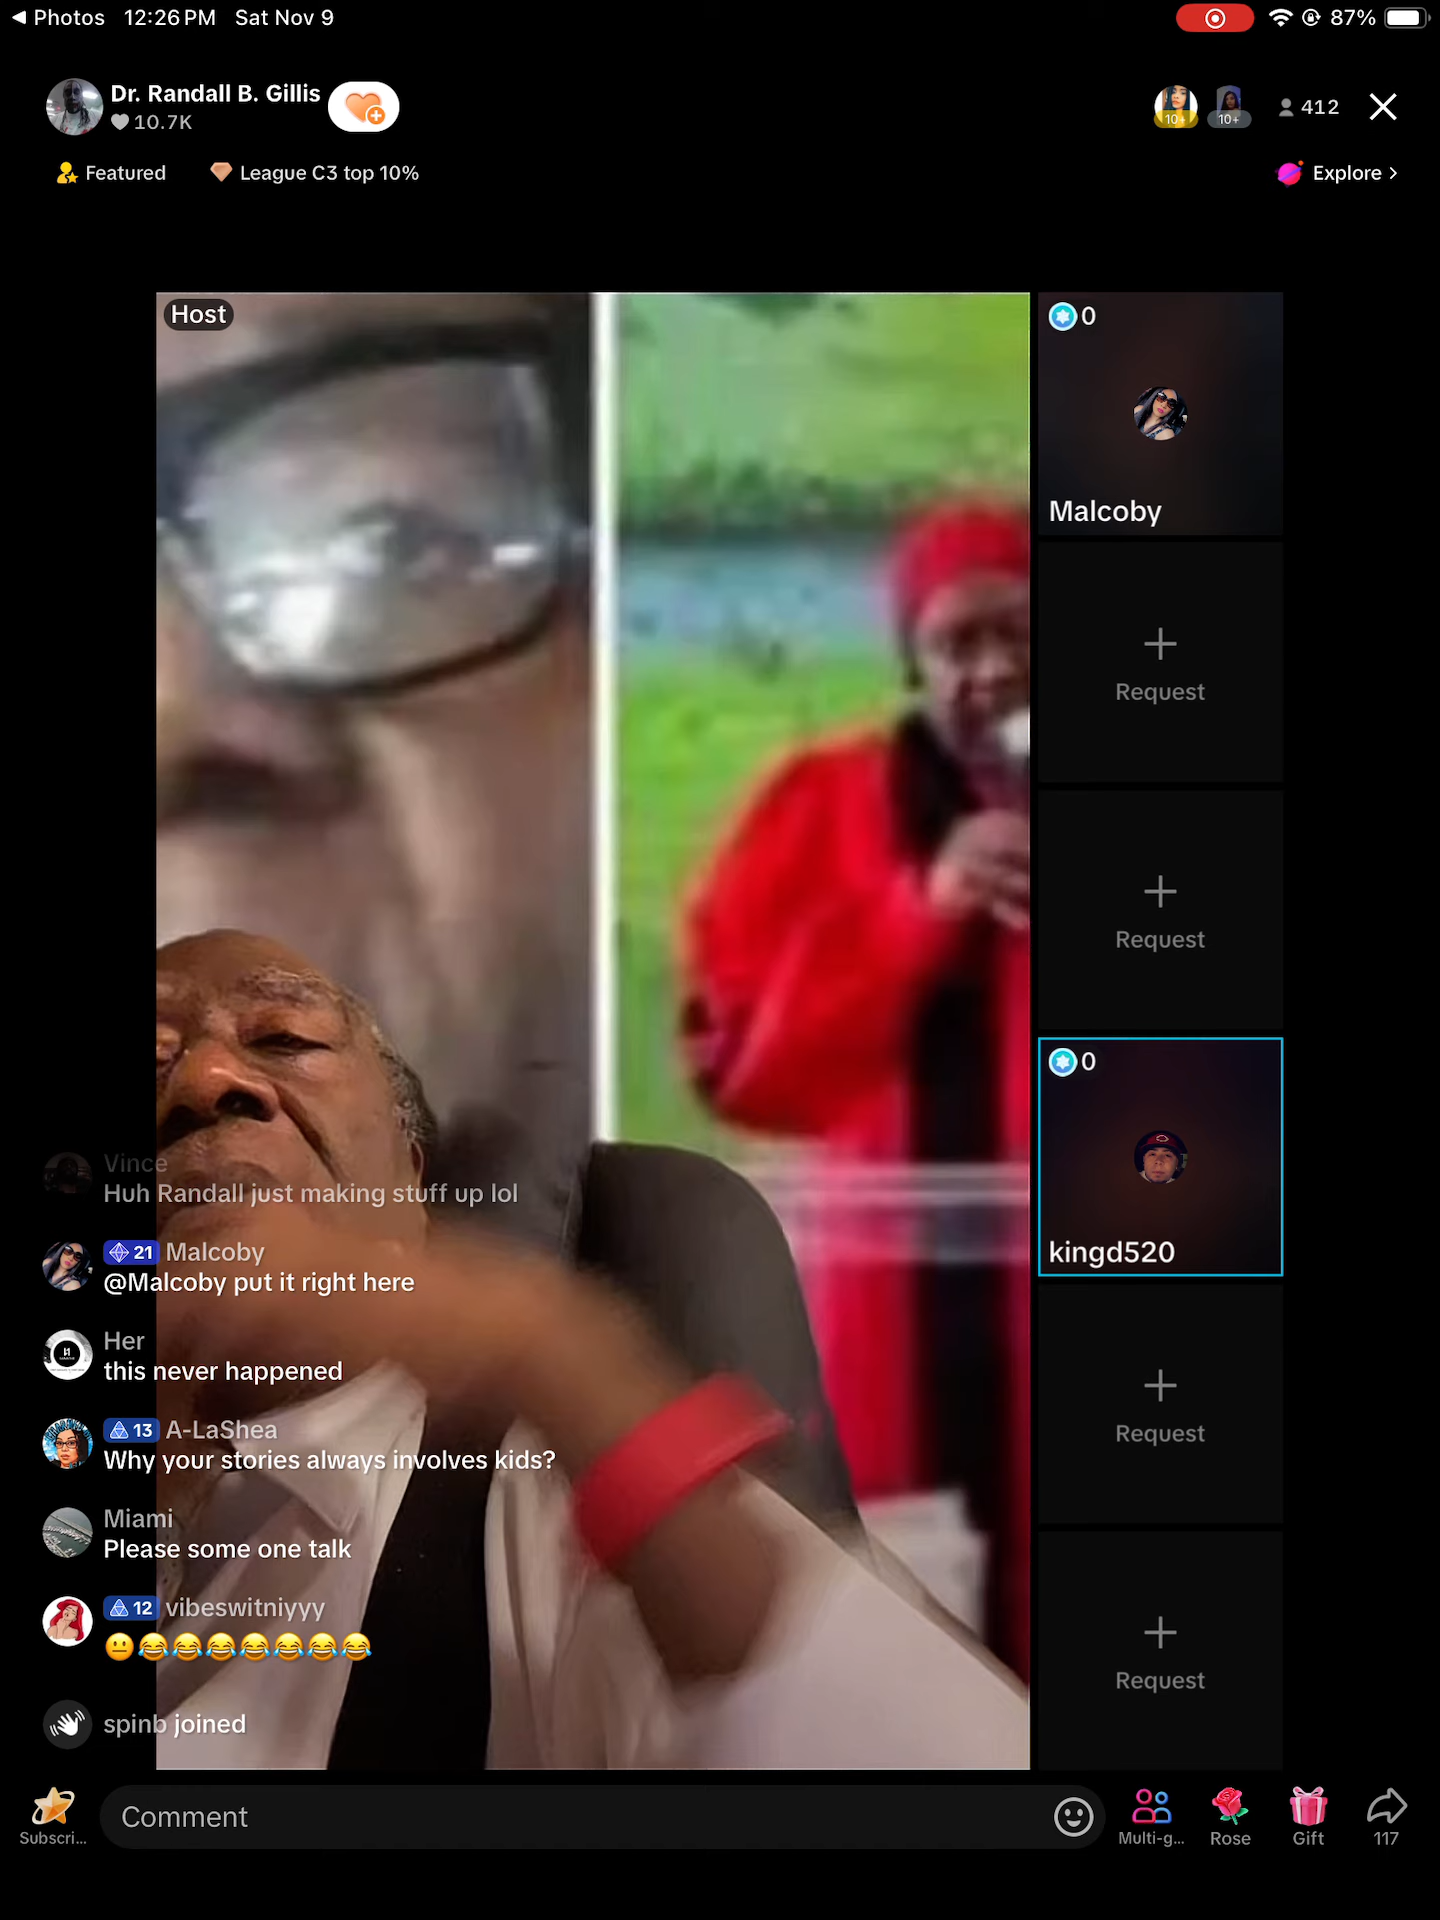 Photos 12:26 PM Sat Nov 9 87%
Dr. Randall B. Gillis
10.7K
10+ 10+ 412
Featured League C3 top 10% Explore
Host
0
Malcoby
Request
Request
0
kingd520
Request
Request
Vince
Huh Randall just making stuff up lol
21 Malcoby
@Malcoby put it right here
Her
this never happened
13 A-LaShea
Why your stories always involves kids?
Miami
Please some one talk
12 vibeswitniyyy
😐😂😂😂😂😂😂😂
spinb joined
Subscri... Comment Multi-g... Rose Gift 117